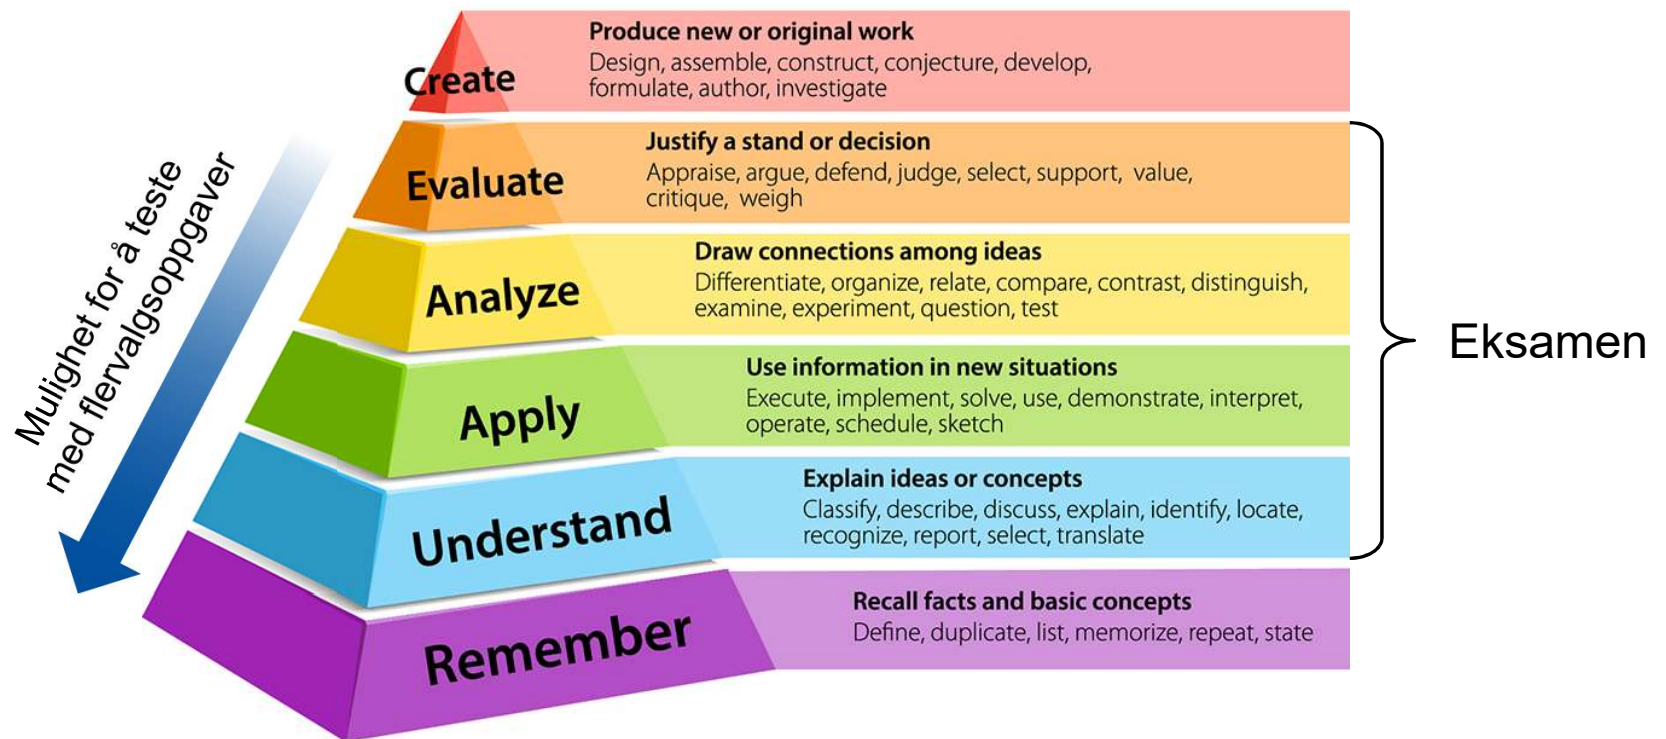 Create
Produce new or original work
Design, assemble, construct, conjecture, develop,
formulate, author, investigate
Evaluate
Justify a stand or decision
Appraise, argue, defend, judge, select, support, value,
critique, weigh
Analyze
Draw connections among ideas
Differentiate, organize, relate, compare, contrast, distinguish,
examine, experiment, question, test
Apply
Use information in new situations
Execute, implement, solve, use, demonstrate, interpret,
operate, schedule, sketch
Understand
Explain ideas or concepts
Classify, describe, discuss, explain, identify, locate,
recognize, report, select, translate
Remember
Recall facts and basic concepts
Define, duplicate, list, memorize, repeat, state
Mulighet for å teste
med flervalgsoppgaver
Eksamen